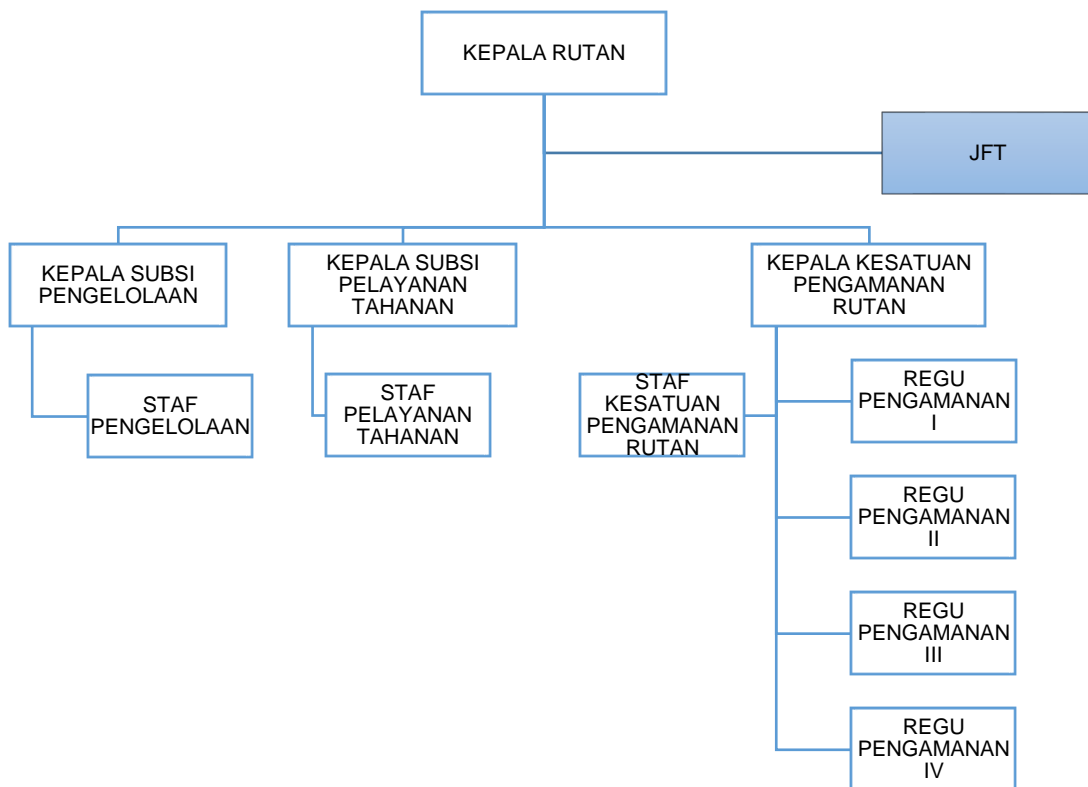 KEPALA RUTAN
JFT
KEPALA SUBSI
PENGELOLAAN
KEPALA SUBSI
PELAYANAN
TAHANAN
KEPALA KESATUAN
PENGAMANAN
RUTAN
STAF
PENGELOLAAN
STAF
PELAYANAN
TAHANAN
STAF
KESATUAN
PENGAMANAN
RUTAN
REGU
PENGAMANAN
I
REGU
PENGAMANAN
II
REGU
PENGAMANAN
III
REGU
PENGAMANAN
IV